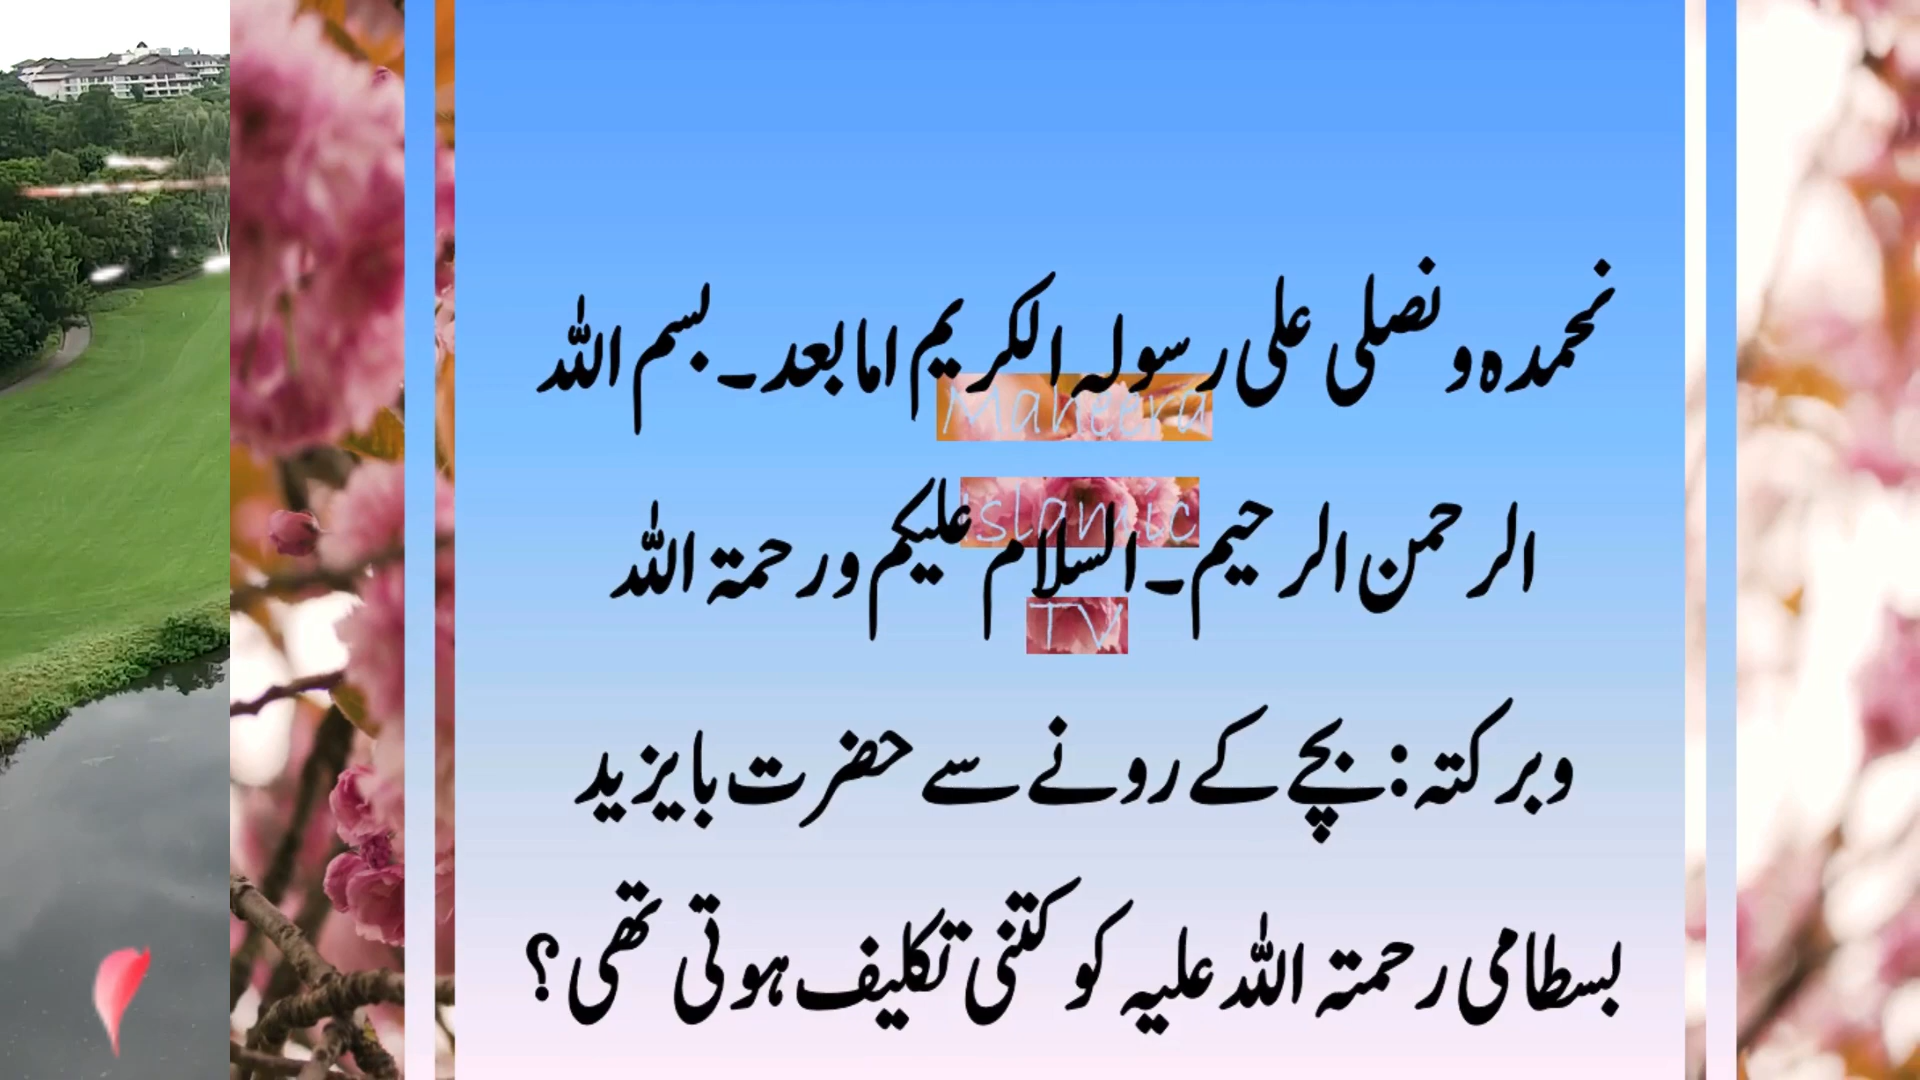 نحمدہ و نصلی علی رسولہ الکریم اما بعد۔ بسم اللہ
Maheera
الرحمن الرحیم۔ السلام علیکم ورحمتہ اللہ
Islamic
TV
وبرکتہ: بچے کے رونے سے حضرت بایزید
بسطامی رحمتہ اللہ علیہ کو کتنی تکلیف ہوتی تھی؟